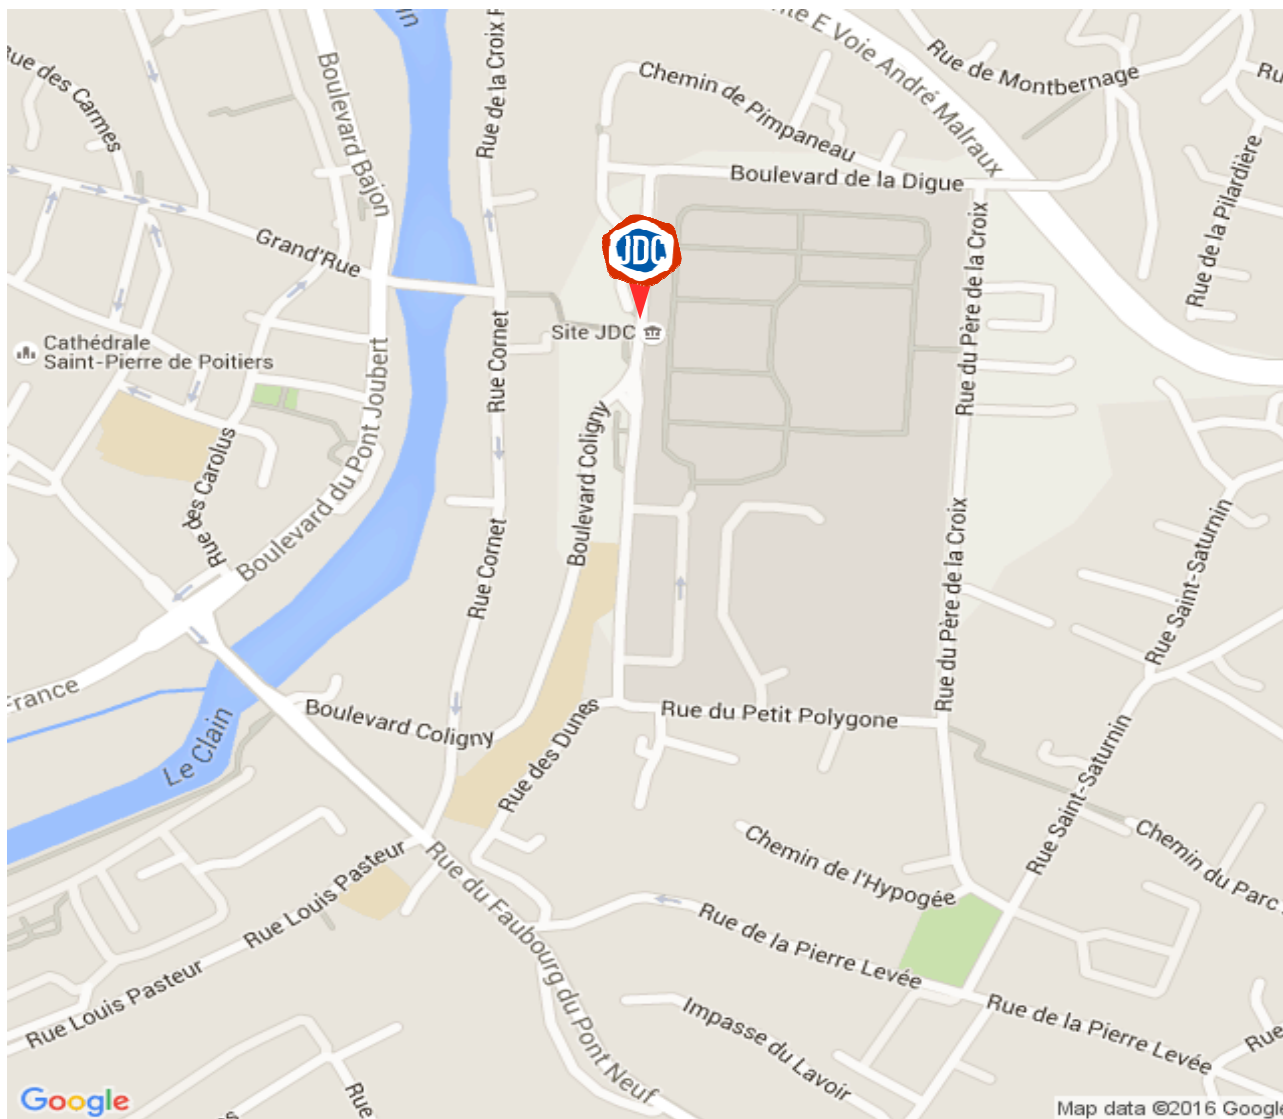 Rue des Carmes
Boulevard Bajon
Rue de la Croix R
Chemin de Pimpaneau
E Voie André Malraux
Rue de Montbernage
Ru
Rue de la Pilardière
Boulevard de la Digue
Grand'Rue
JDC
Site JDC
Rue du Père de la Croix
Cathédrale
Saint-Pierre de Poitiers
Rue Cornet
Boulevard du Pont Joubert
Rue des Carolus
Boulevard Coligny
Rue Cornet
Rue du Père de la Croix
Rue Saint-Saturnin
France
Le Clain
Boulevard Coligny
Rue des Dunes
Rue du Petit Polygone
Rue Saint-Saturnin
Chemin de l'Hypogée
Chemin du Parc
Rue Louis Pasteur
Rue Louis Pasteur
Rue du Faubourg du Pont Neuf
Rue de la Pierre Levée
Rue de la Pierre Levée
Impasse du Lavoir
Rue
Rue
Google
Map data ©2016 Google